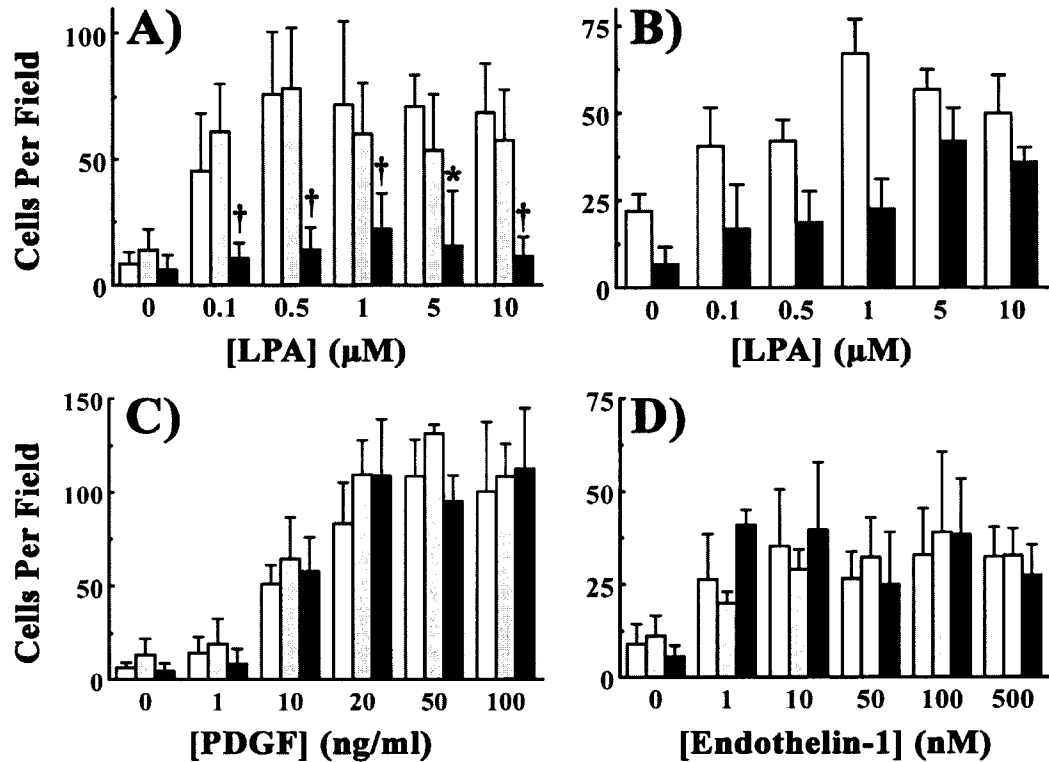 A)
Cells Per Field
100
50
0
† † † * †
0 0.1 0.5 1 5 10
[LPA] (μM)
B)
75
50
25
0
0 0.1 0.5 1 5 10
[LPA] (μM)
C)
Cells Per Field
150
100
50
0
0 1 10 20 50 100
[PDGF] (ng/ml)
D)
75
50
25
0
0 1 10 50 100 500
[Endothelin-1] (nM)